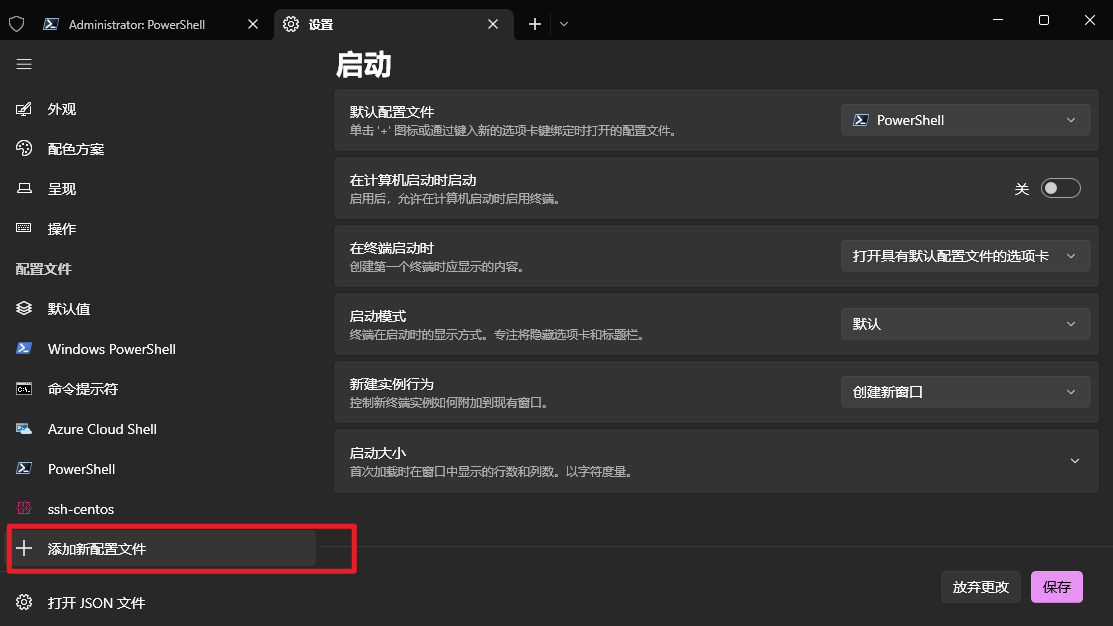 Administrator: PowerShell
设置
外观
配色方案
呈现
操作
配置文件
默认值
Windows PowerShell
命令提示符
Azure Cloud Shell
PowerShell
ssh-centos
添加新配置文件
打开 JSON 文件
启动
默认配置文件
单击 '+' 图标或通过键入新的选项卡键绑定时打开的配置文件。
PowerShell
在计算机启动时启动
启用后，允许在计算机启动时启用终端。
关
在终端启动时
创建第一个终端时应显示的内容。
打开具有默认配置文件的选项卡
启动模式
终端在启动时的显示方式。专注将隐藏选项卡和标题栏。
默认
新建实例行为
控制新终端实例如何附加到现有窗口。
创建新窗口
启动大小
首次加载时在窗口中显示的行数和列数。以字符度量。
放弃更改
保存